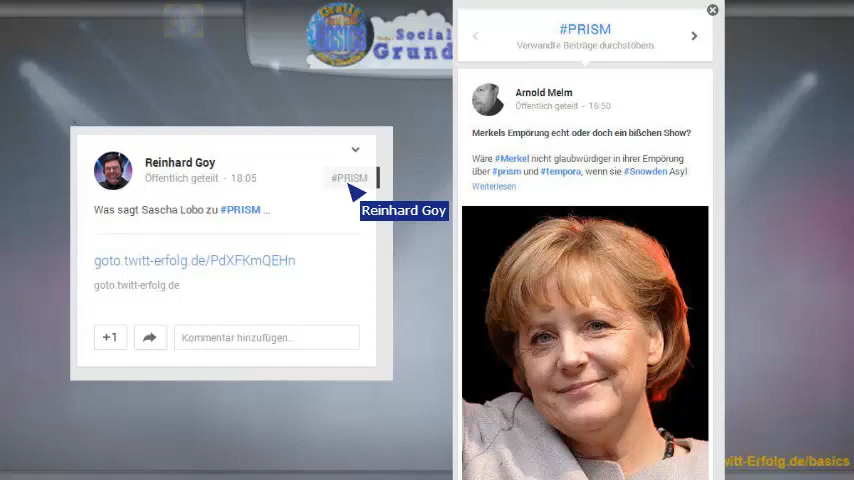 Gratis
BASICS
Social
Grund
Reinhard Goy
Öffentlich geteilt - 18:05
#PRISM
Reinhard Goy
Was sagt Sascha Lobo zu #PRISM ...
goto.twitt-erfolg.de/PdXFKmQEHn
goto.twitt-erfolg.de
+1
Kommentar hinzufügen...
#PRISM
Verwandte Beiträge durchstöbern.
Arnold Melm
Öffentlich geteilt - 16:50
Merkels Empörung echt oder doch ein bißchen Show?
Wäre #Merkel nicht glaubwürdiger in ihrer Empörung
über #prism und #tempora, wenn sie #Snowden Asyl
Weiterlesen
witt-Erfolg.de/basics